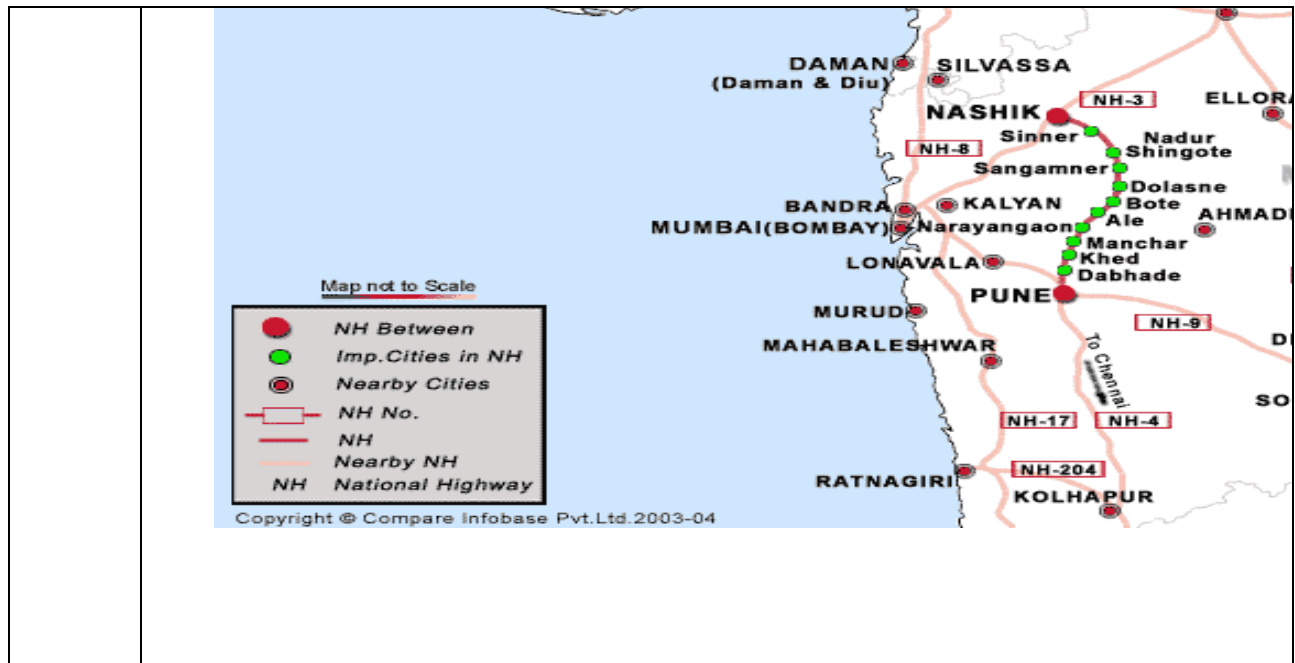 DAMAN
(Daman & Diu)
SILVASSA
NH-3
ELLORA
NASHIK
Sinner
Nadur
Shingote
NH-8
Sangamner
Dolasne
Bote
BANDRA
KALYAN
Ale
AHMADI
MUMBAI(BOMBAY)
Narayangaon
Manchar
LONAVALA
Khed
Dabhade
Map not to Scale
PUNE
MURUD
NH-9
NH Between
MAHABALESHWAR
To Chennai
Imp.Cities in NH
Nearby Cities
NH No.
NH-17
NH-4
SO
NH
Nearby NH
NH-204
RATNAGIRI
NH National Highway
KOLHAPUR
Copyright © Compare Infobase Pvt.Ltd.2003-04